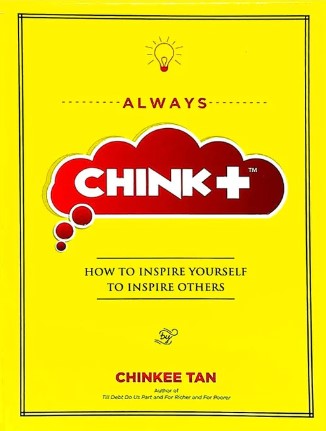 ALWAYS
CHINK+™
HOW TO INSPIRE YOURSELF
TO INSPIRE OTHERS
by
CHINKEE TAN
Author of
Till Debt Do Us Part and For Richer and For Poorer